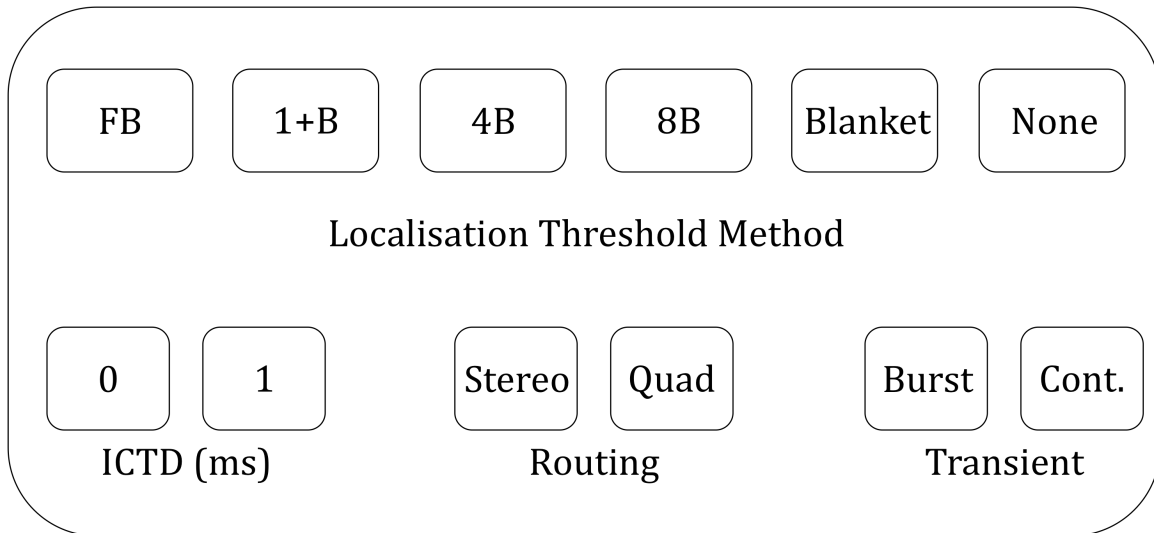 FB 1+B 4B 8B Blanket None
Localisation Threshold Method
0 1 Stereo Quad Burst Cont.
ICTD (ms) Routing Transient